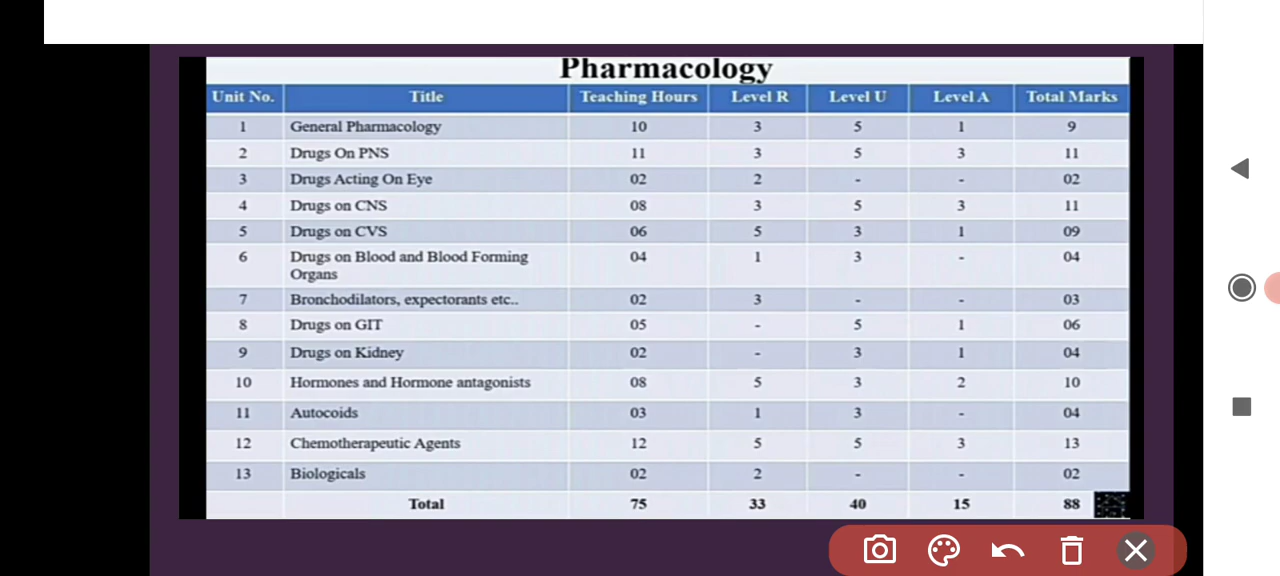 Pharmacology
Unit No. Title Teaching Hours Level R Level U Level A Total Marks
1 General Pharmacology 10 3 5 1 9
2 Drugs On PNS 11 3 5 3 11
3 Drugs Acting On Eye 02 2 - - 02
4 Drugs on CNS 08 3 5 3 11
5 Drugs on CVS 06 5 3 1 09
6 Drugs on Blood and Blood Forming 04 1 3 - 04
Organs
7 Bronchodilators, expectorants etc.. 02 3 - - 03
8 Drugs on GIT 05 - 5 1 06
9 Drugs on Kidney 02 - 3 1 04
10 Hormones and Hormone antagonists 08 5 3 2 10
11 Autocoids 03 1 3 - 04
12 Chemotherapeutic Agents 12 5 5 3 13
13 Biologicals 02 2 - - 02
Total 75 33 40 15 88